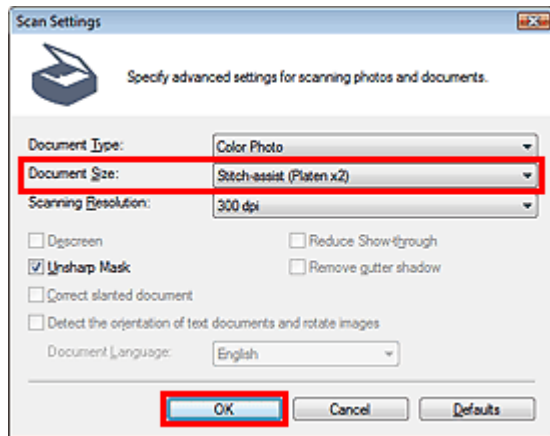 Scan Settings
Specify advanced settings for scanning photos and documents.
Document Type: Color Photo
Document Size: Stitch-assist (Platen x2)
Scanning Resolution: 300 dpi
Descreen Reduce Show-through
Unsharp Mask Remove gutter shadow
Correct slanted document
Detect the orientation of text documents and rotate images
Document Language: English
OK Cancel Defaults